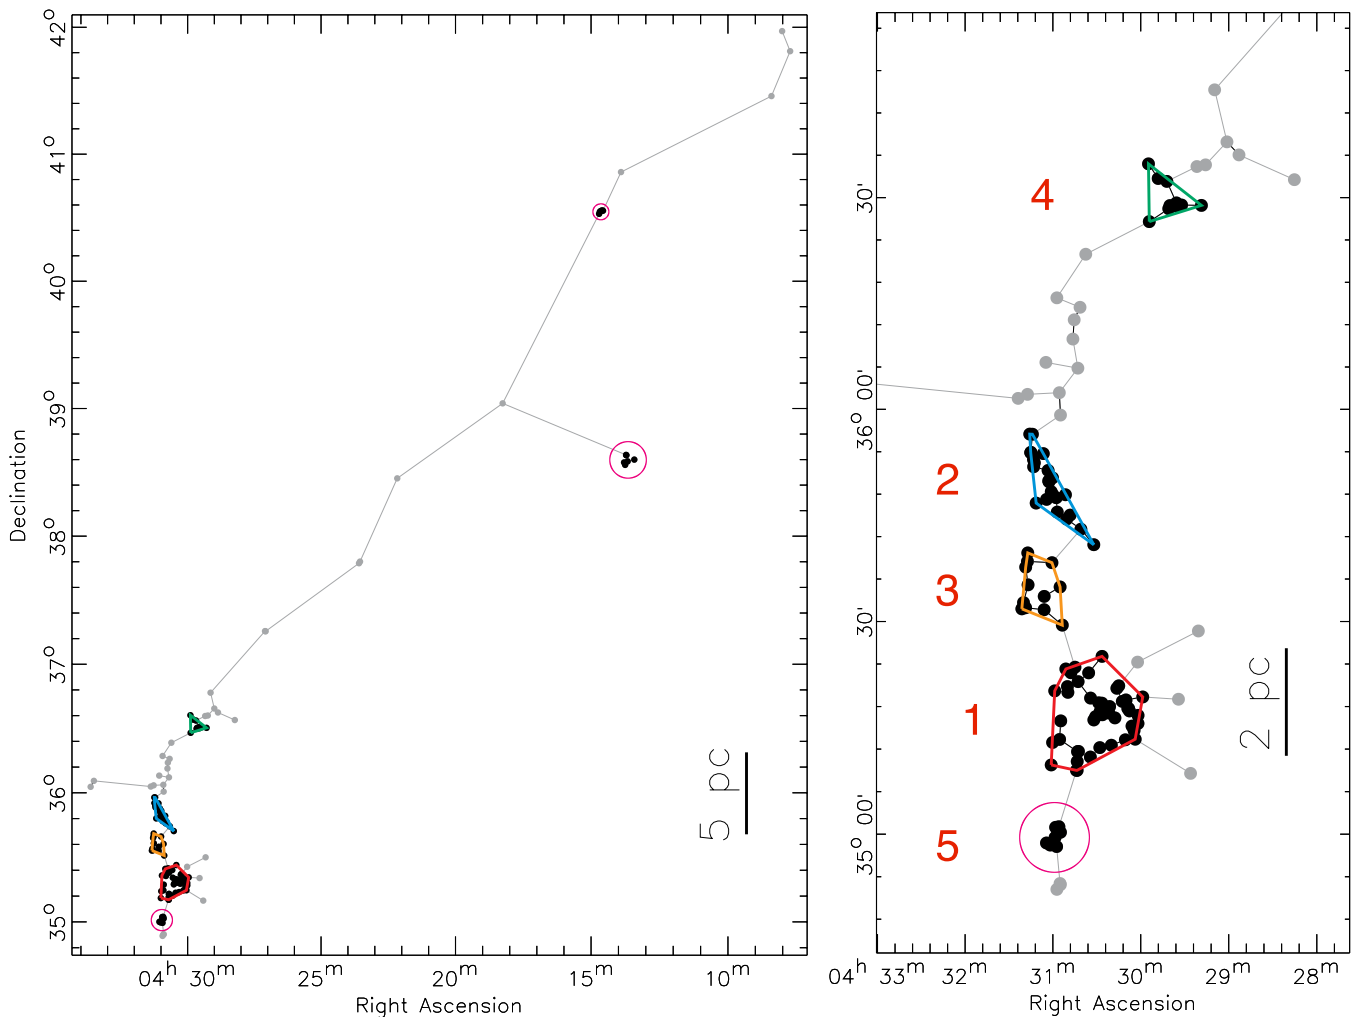 42°
41°
40°
39°
38°
37°
36°
35°
Declination
5 pc
04h 30m
25m
20m
15m
10m
Right Ascension
30'
36° 00'
30'
35° 00'
4
2
3
1
5
2 pc
04h 33m
32m
31m
30m
29m
28m
Right Ascension